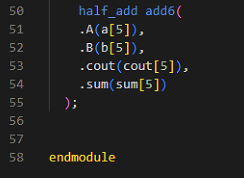 50 half_add add6(
51 .A(a[5]),
52 .B(b[5]),
53 .cout(cout[5]),
54 .sum(sum[5])
55 );
56
57
58 endmodule